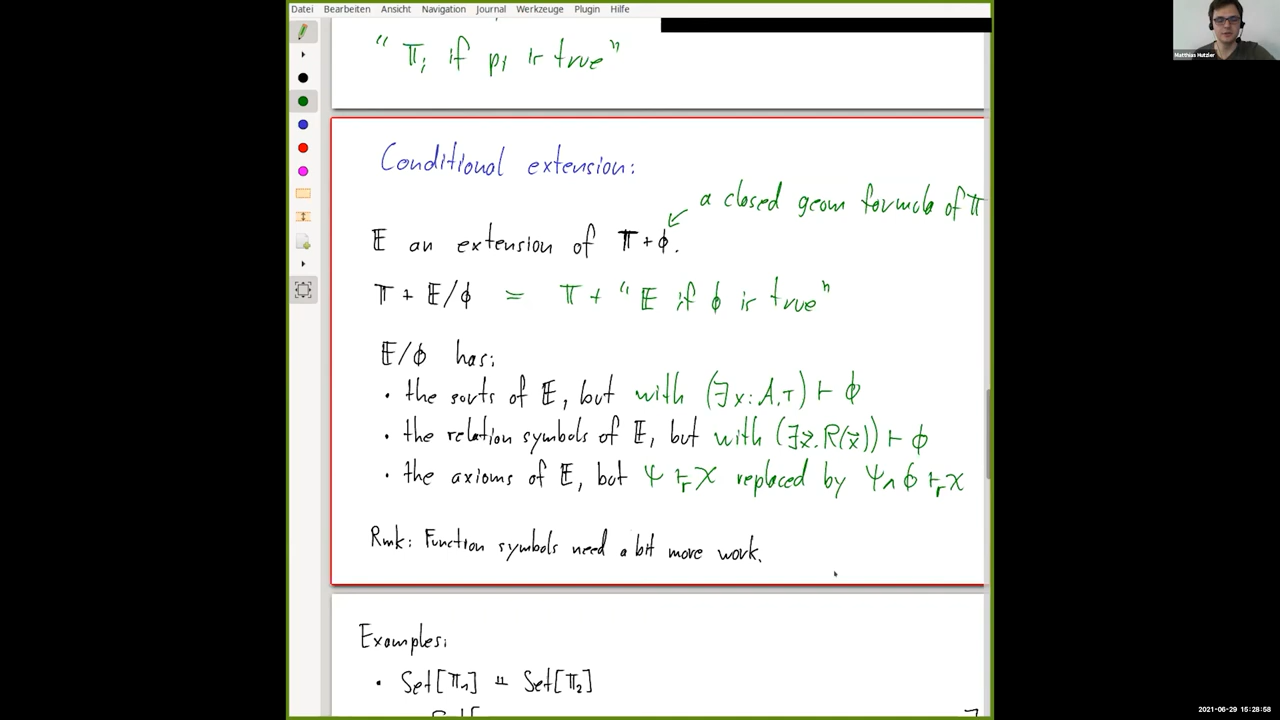 Datei Bearbeiten Ansicht Navigation Journal Werkzeuge Plugin Hilfe
Matthias Hutzler
" 𝕋ᵢ if pᵢ is true "
Conditional extension:
a closed geom formula of 𝕋
𝔼 an extension of 𝕋+ϕ.
𝕋 + 𝔼/ϕ = 𝕋 + " 𝔼 if ϕ is true "
𝔼/ϕ has:
• the sorts of 𝔼, but with (∃x:A.⊤) ⊢ ϕ
• the relation symbols of 𝔼, but with (∃x⃗. R(x⃗)) ⊢ ϕ
• the axioms of 𝔼, but ψ ⊢ᵣ χ replaced by ψ ∧ ϕ ⊢ᵣ χ
Rmk: Function symbols need a bit more work.
Examples:
• Set[𝕋₁] ⨿ Set[𝕋₂]
2021-06-29 15:28:58